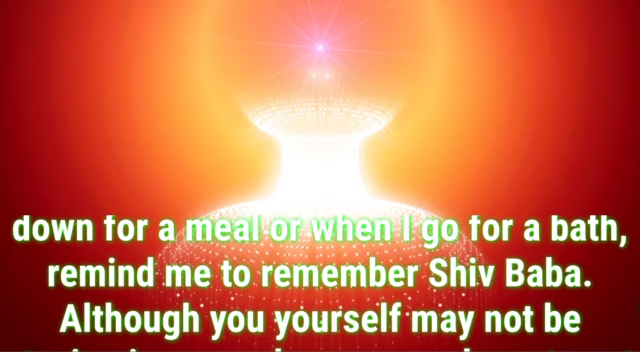 down for a meal or when I go for a bath,
remind me to remember Shiv Baba.
Although you yourself may not be